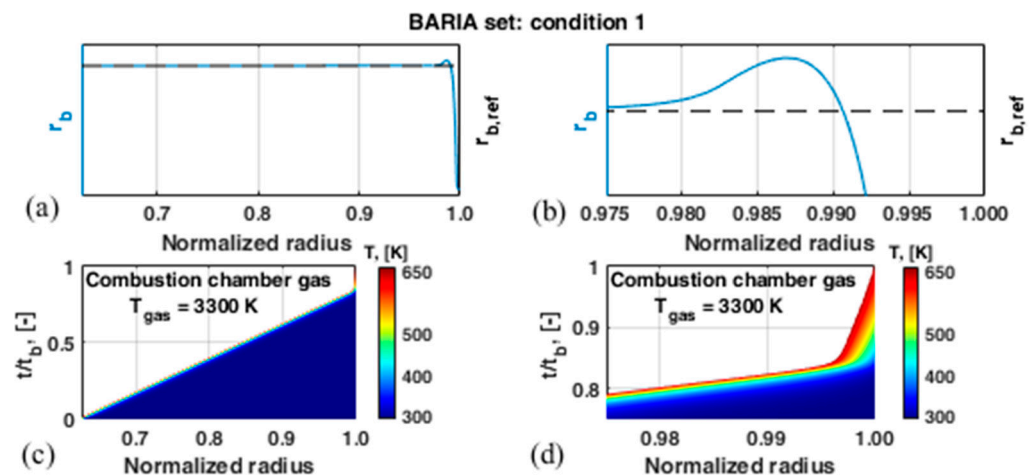 BARIA set: condition 1
r_b
r_b,ref
(a)
0.7 0.8 0.9 1.0
Normalized radius
r_b
r_b,ref
(b)
0.975 0.980 0.985 0.990 0.995 1.000
Normalized radius
t/t_b, [-]
1
0.5
0
Combustion chamber gas
T_gas = 3300 K
T, [K]
650
500
400
300
(c)
0.7 0.8 0.9 1.0
Normalized radius
t/t_b, [-]
1
0.9
0.8
Combustion chamber gas
T_gas = 3300 K
T, [K]
650
500
400
300
(d)
0.98 0.99 1.00
Normalized radius